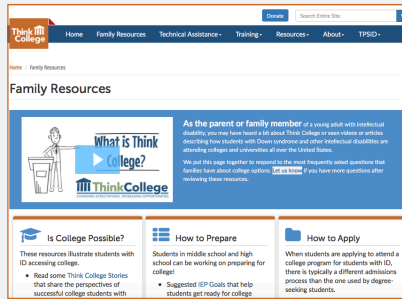 Donate
Search Entire Site
Think
College
Home
Family Resources
Technical Assistance
Training
Resources
About
TPSID
Home / Family Resources
Family Resources
What is Think
College?
ThinkCollege
CHANGING EXPECTATIONS, INCREASING OPPORTUNITIES
As the parent or family member of a young adult with intellectual
disability, you may have heard a bit about Think College or seen videos or articles
describing how students with Down syndrome and other intellectual disabilities are
attending colleges and universities all over the United States.
We put this page together to respond to the most frequently asked questions that
families have about college options. Let us know if you have more questions after
reviewing these resources.
Is College Possible?
These resources illustrate students with
ID accessing college.
• Read some Think College Stories
that share the perspectives of
successful college students with
How to Prepare
Students in middle school and high
school can be working on preparing for
college!
• Suggested IEP Goals that help
students get ready for college
How to Apply
When students are applying to attend a
college program for students with ID,
there is typically a different admissions
process than the one used by degree-
seeking students.